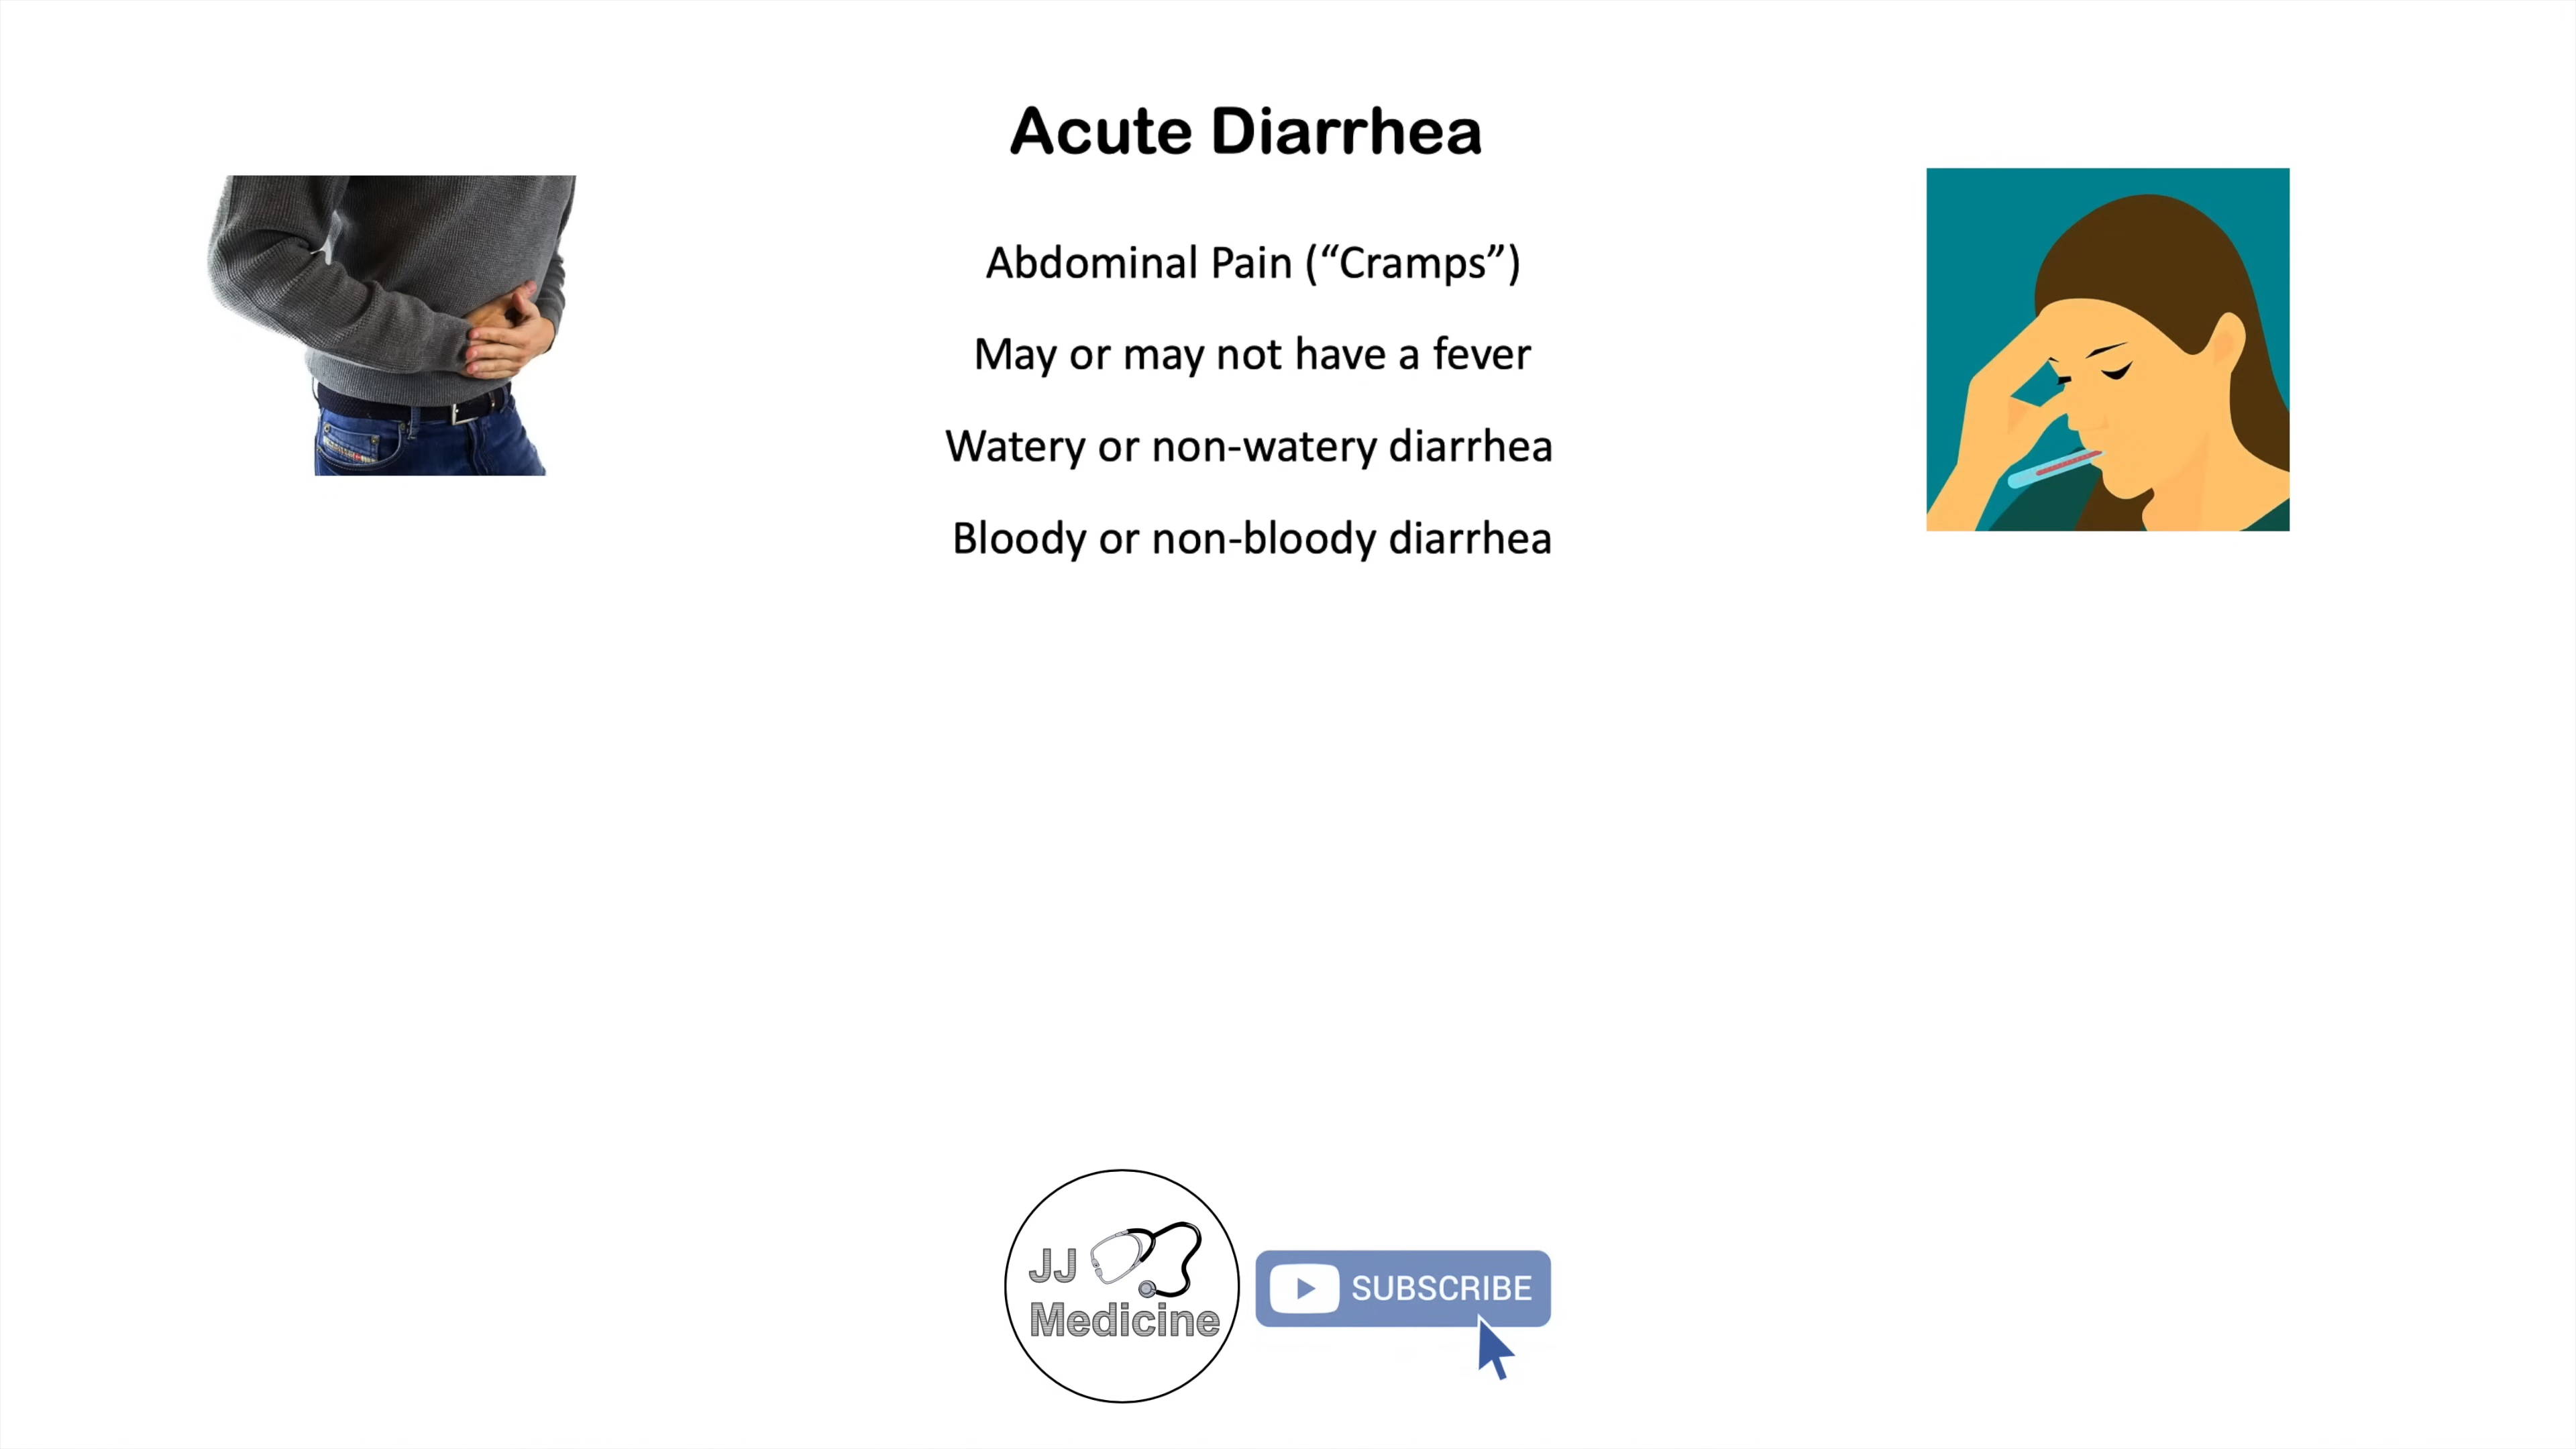 Acute Diarrhea
Abdominal Pain (“Cramps”)
May or may not have a fever
Watery or non-watery diarrhea
Bloody or non-bloody diarrhea
JJ
Medicine
SUBSCRIBE